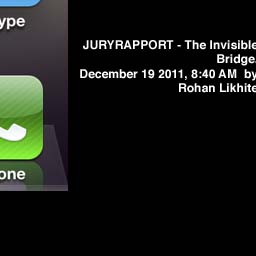 ype
JURYRAPPORT - The Invisible
Bridge.
December 19 2011, 8:40 AM by
Rohan Likhite
one